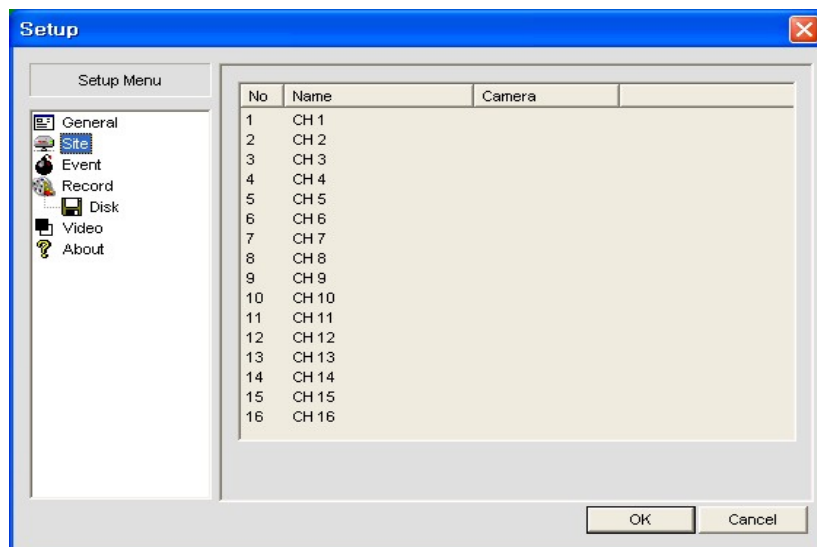 Setup
Setup Menu
General
Site
Event
Record
Disk
Video
About
No Name Camera
1 CH 1
2 CH 2
3 CH 3
4 CH 4
5 CH 5
6 CH 6
7 CH 7
8 CH 8
9 CH 9
10 CH 10
11 CH 11
12 CH 12
13 CH 13
14 CH 14
15 CH 15
16 CH 16
OK Cancel